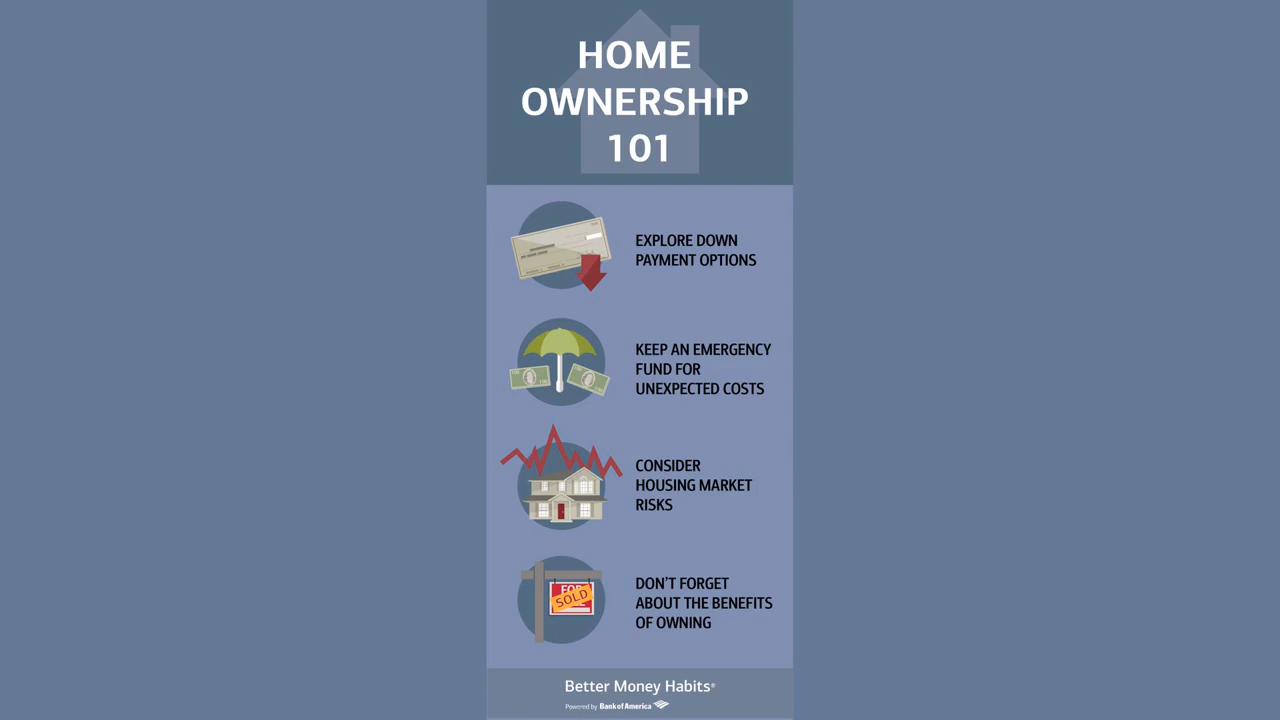 HOME
OWNERSHIP
101
EXPLORE DOWN
PAYMENT OPTIONS
KEEP AN EMERGENCY
FUND FOR
UNEXPECTED COSTS
CONSIDER
HOUSING MARKET
RISKS
FOR
SOLD
DON'T FORGET
ABOUT THE BENEFITS
OF OWNING
Better Money Habits®
Powered by Bank of America